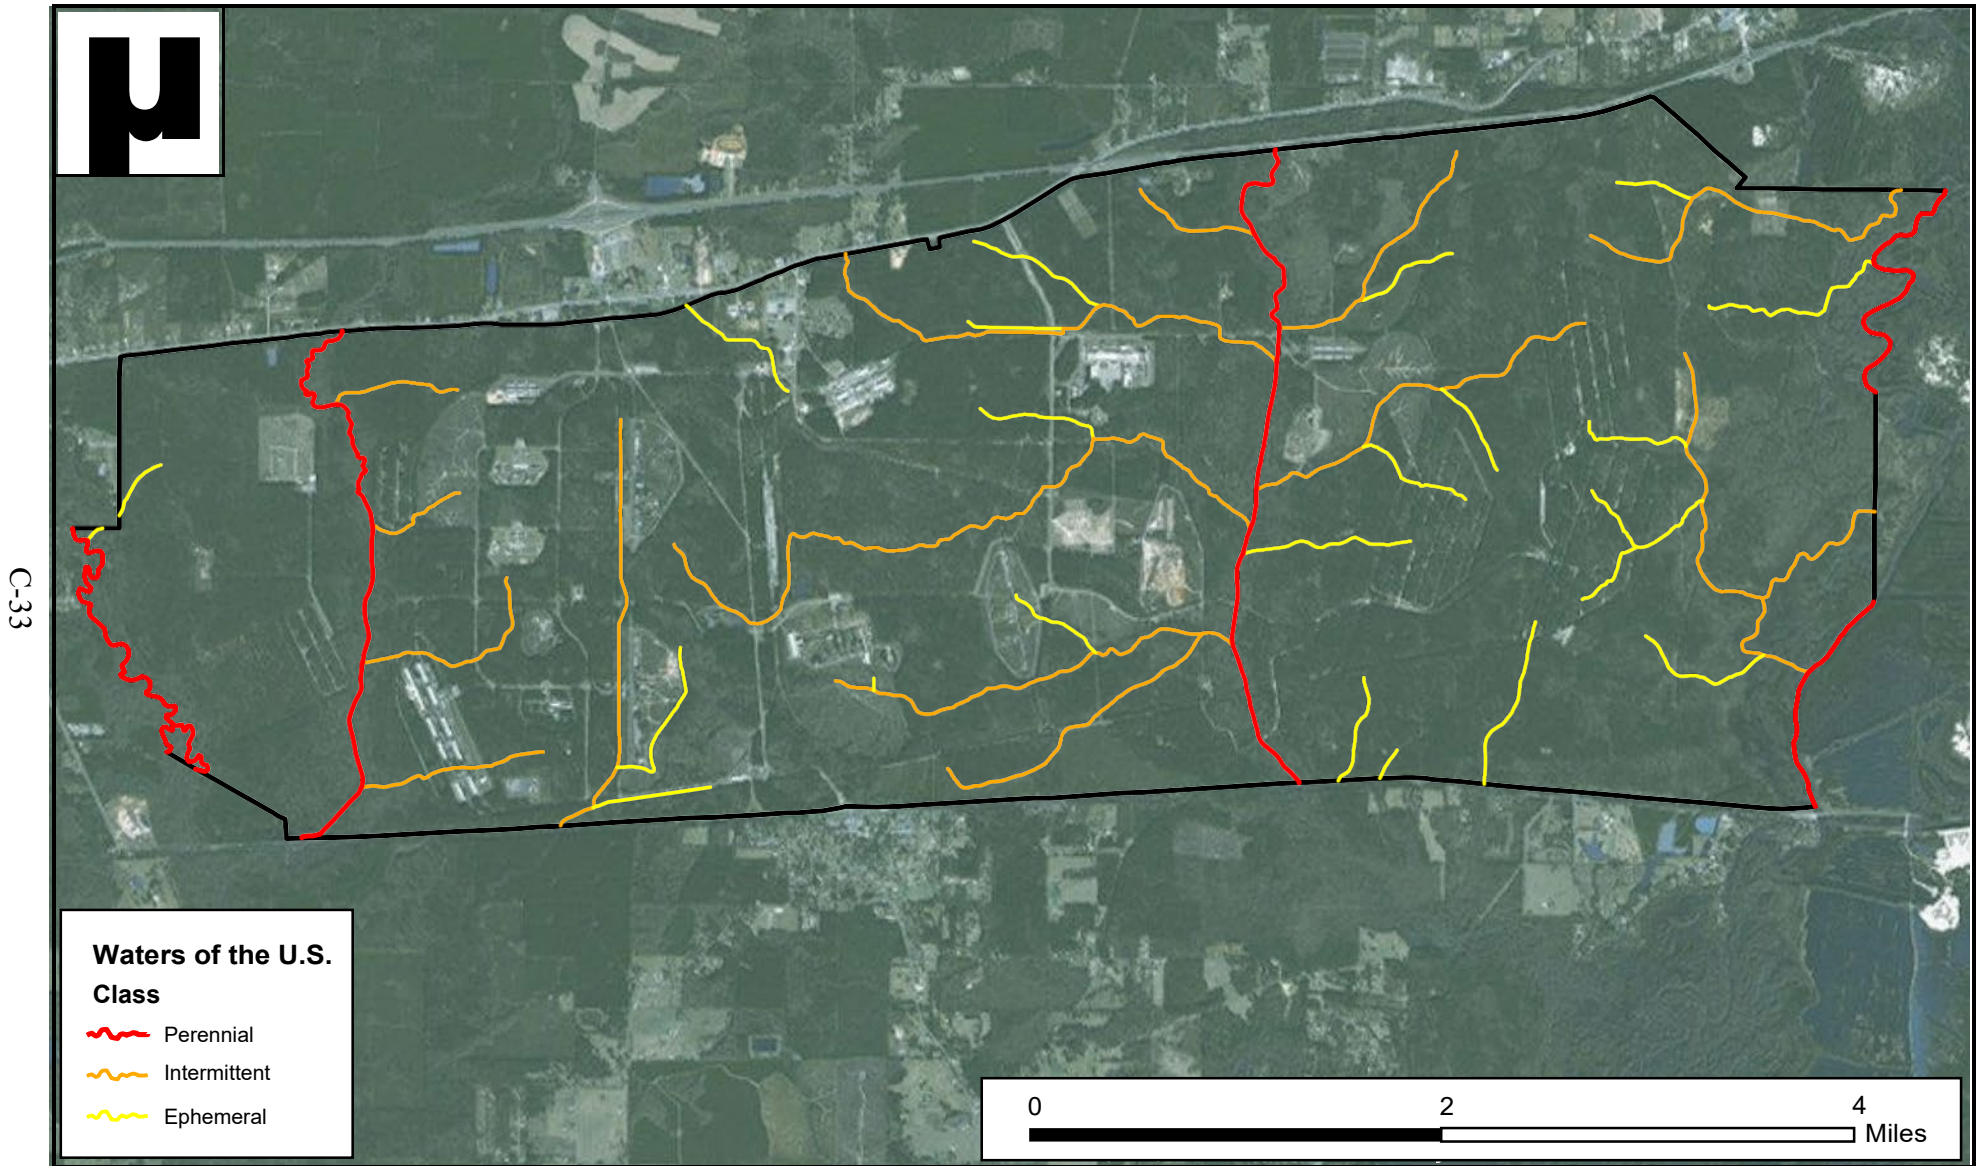 µ
C-33
Waters of the U.S.
Class
Perennial
Intermittent
Ephemeral
0 2 4
Miles